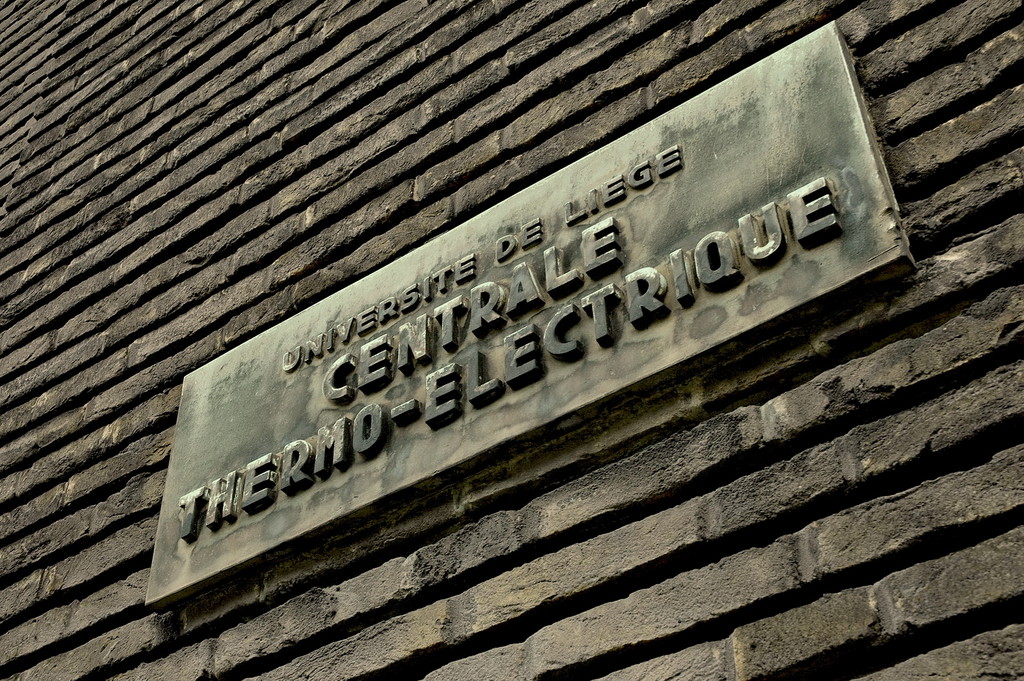 UNIVERSITE DE LIEGE
CENTRALE
THERMO-ELECTRIQUE